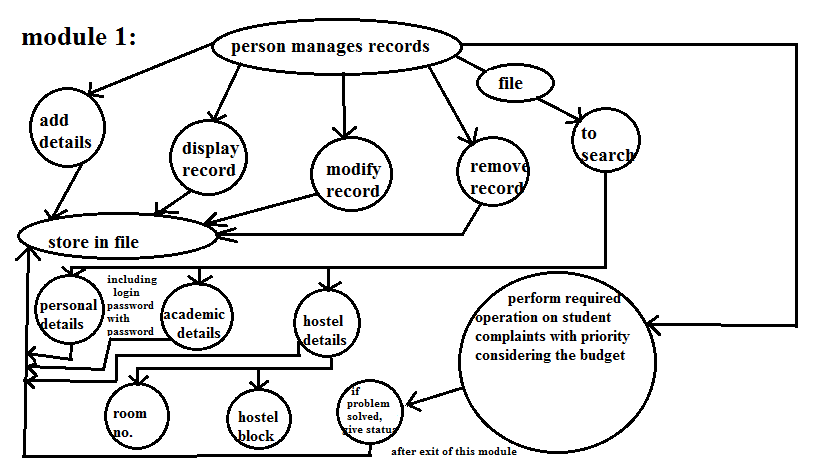 module 1:
person manages records
file
add
details
display
record
modify
record
remove
record
to
search
store in file
personal
details
including
login
password
with
password
academic
details
hostel
details
perform required
operation on student
complaints with priority
considering the budget
room
no.
hostel
block
if
problem
solved,
give status
after exit of this module